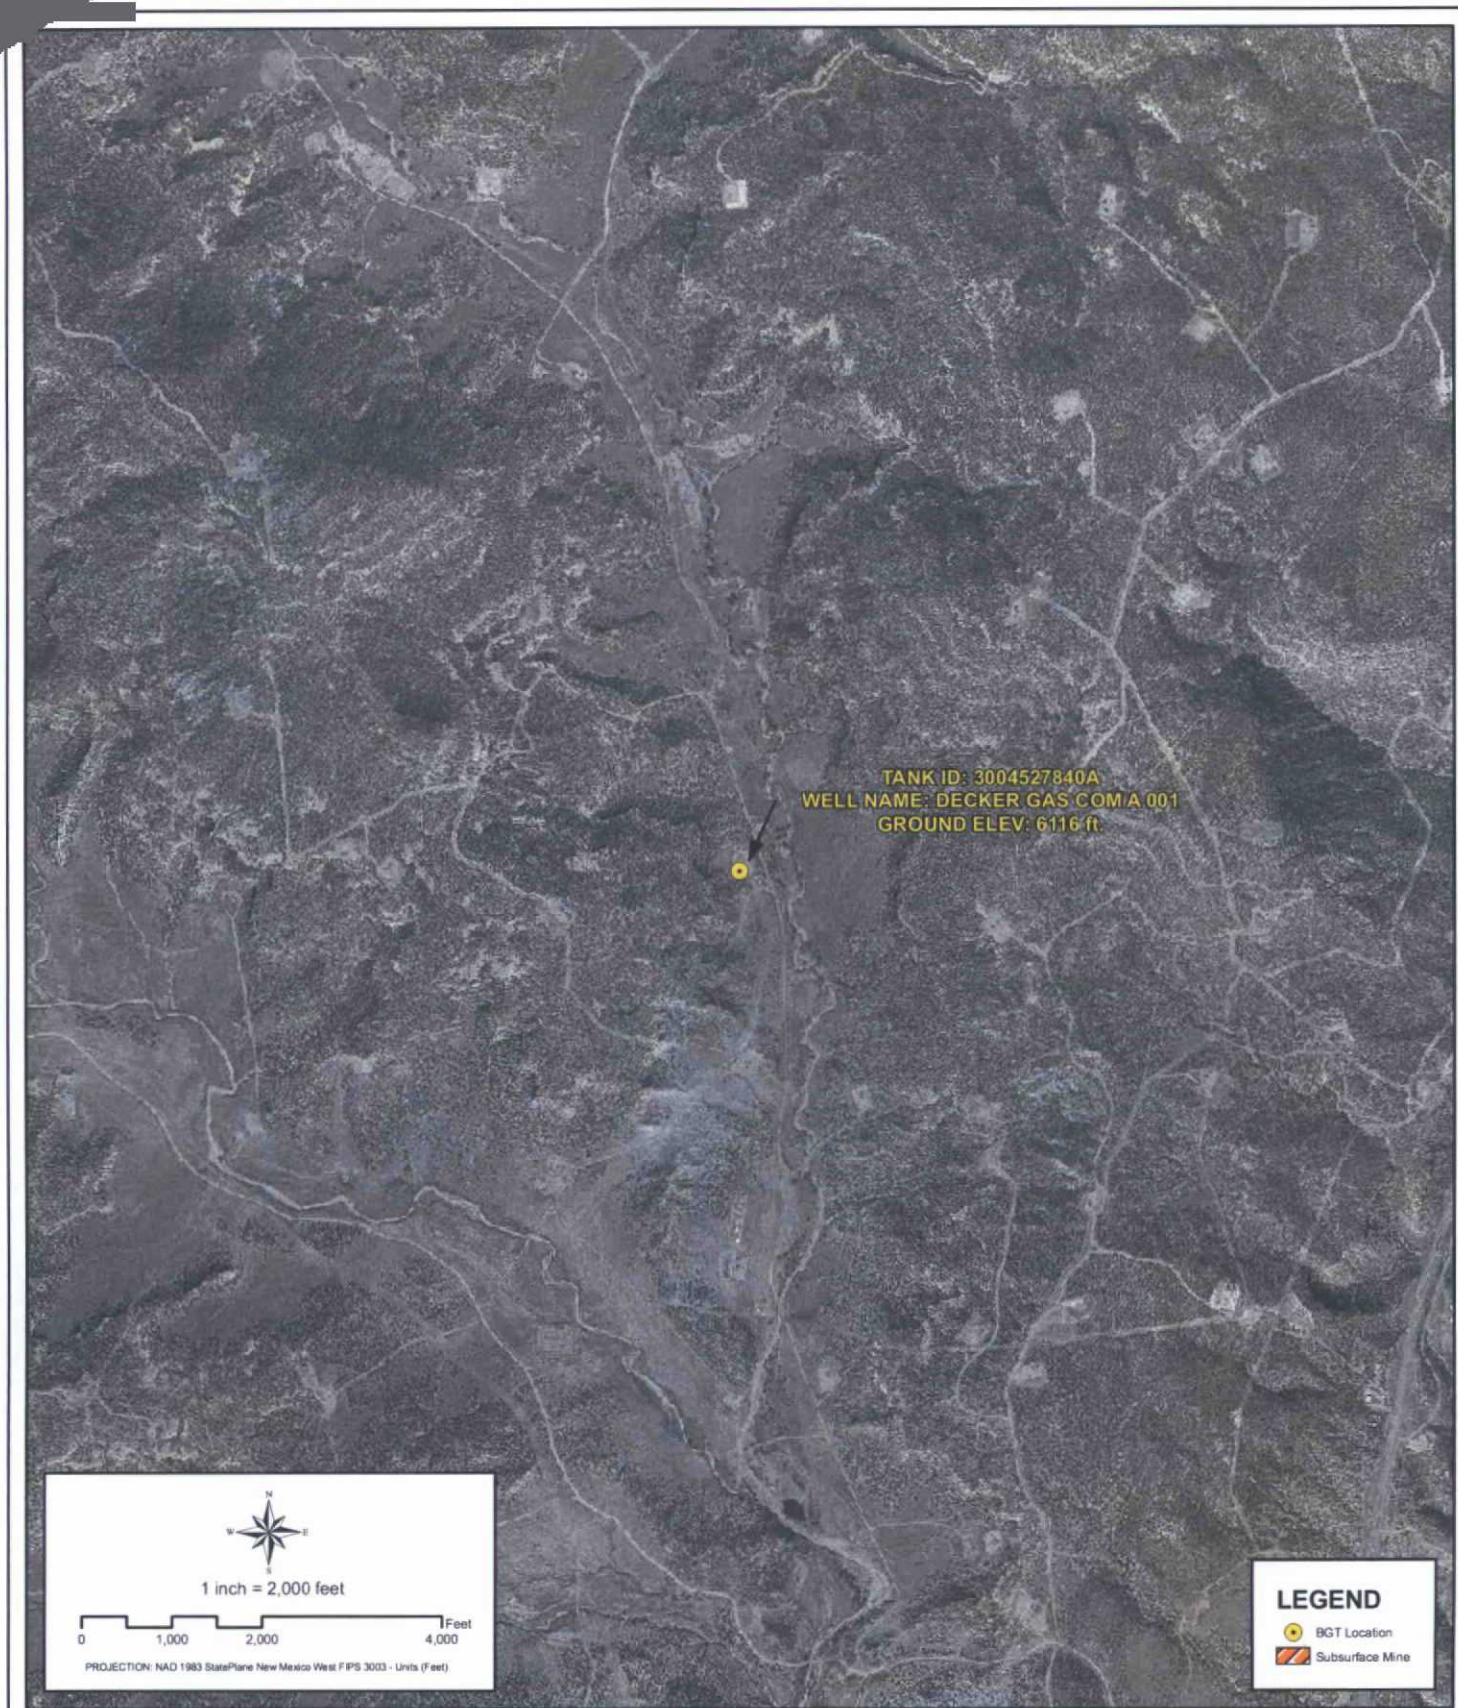 TANK ID: 3004527840A
WELL NAME: DECKER GAS COM A 001
GROUND ELEV: 6116 ft.
N
W E
S
1 inch = 2,000 feet
Feet
0 1,000 2,000 4,000
PROJECTION: NAD 1983 StatePlane New Mexico West FIPS 3003 - Units (Feet)
LEGEND
BGT Location
Subsurface Mine